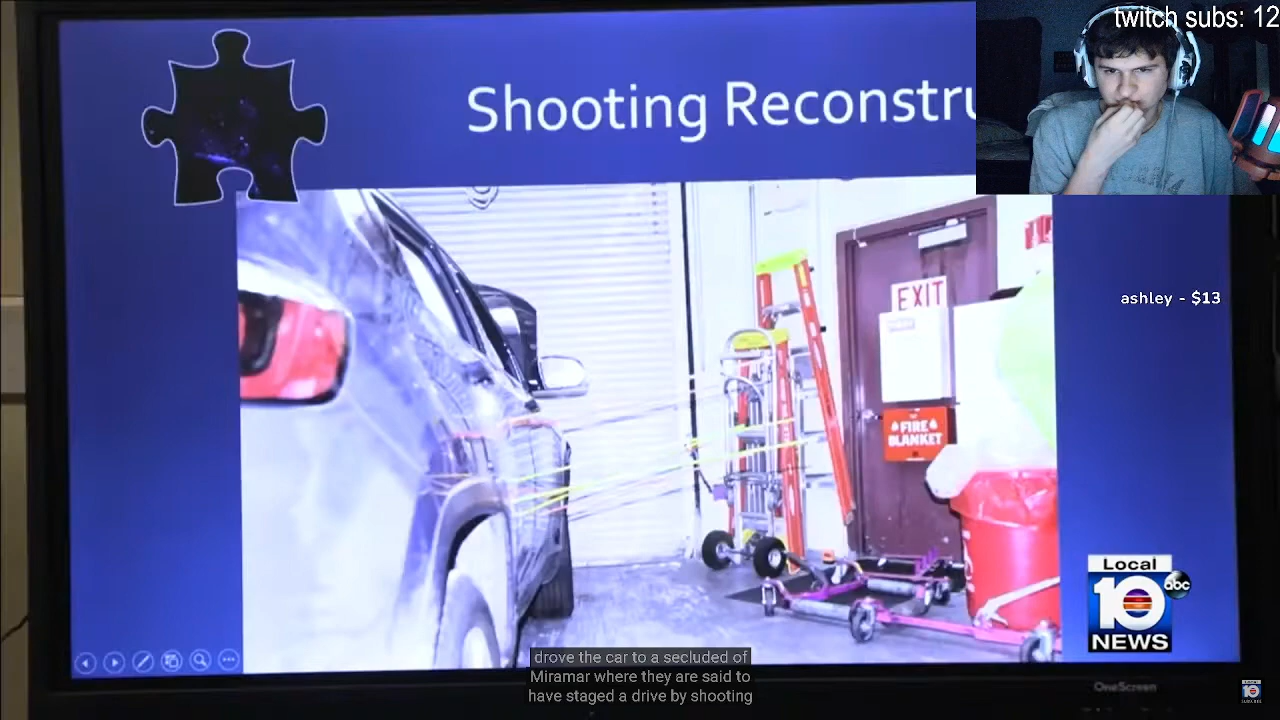 twitch subs: 12
Shooting Reconstru
EXIT
FIRE
BLANKET
ashley - $13
Local
10
abc
NEWS
drove the car to a secluded of
Miramar where they are said to
have staged a drive by shooting
OneScreen